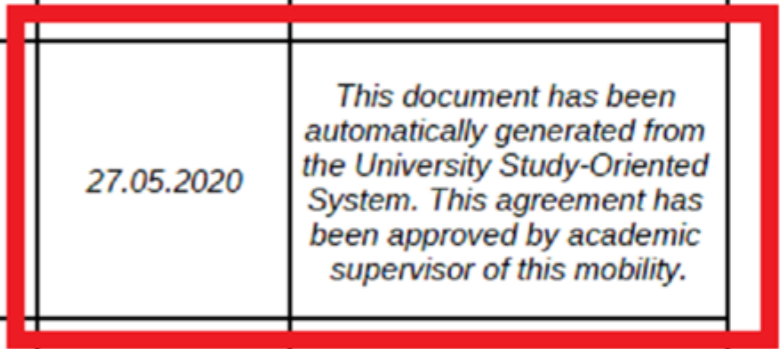 27.05.2020
This document has been
automatically generated from
the University Study-Oriented
System. This agreement has
been approved by academic
supervisor of this mobility.